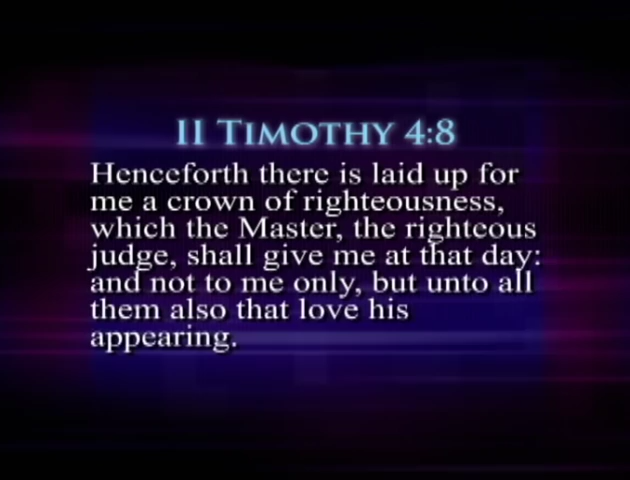 II Timothy 4:8
Henceforth there is laid up for
me a crown of righteousness,
which the Master, the righteous
judge, shall give me at that day:
and not to me only, but unto all
them also that love his
appearing.